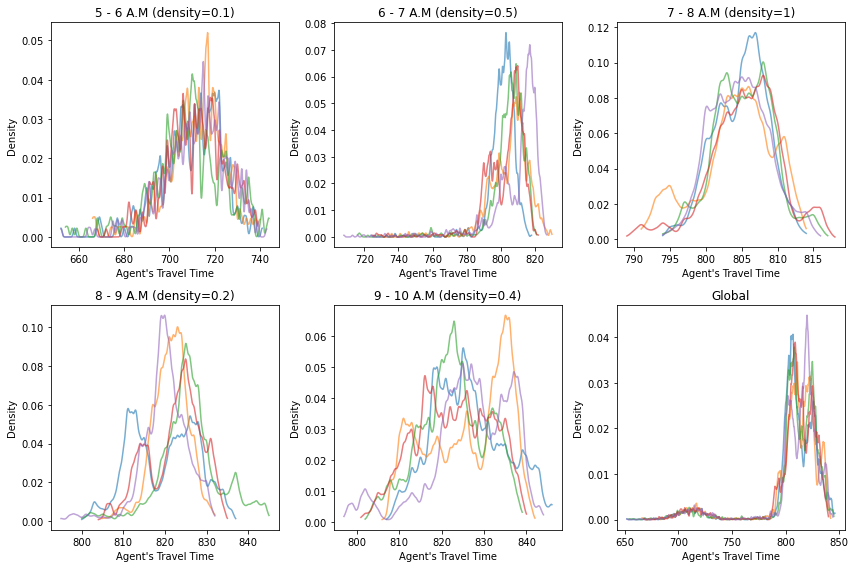 5 - 6 A.M (density=0.1)
6 - 7 A.M (density=0.5)
7 - 8 A.M (density=1)
0.05
0.04
0.03
0.02
0.01
0.00
Density
660 680 700 720 740
Agent's Travel Time
0.08
0.07
0.06
0.05
0.04
0.03
0.02
0.01
0.00
Density
720 740 760 780 800 820
Agent's Travel Time
0.12
0.10
0.08
0.06
0.04
0.02
0.00
Density
790 795 800 805 810 815
Agent's Travel Time
8 - 9 A.M (density=0.2)
9 - 10 A.M (density=0.4)
Global
0.10
0.08
0.06
0.04
0.02
0.00
Density
800 810 820 830 840
Agent's Travel Time
0.06
0.05
0.04
0.03
0.02
0.01
0.00
Density
800 810 820 830 840
Agent's Travel Time
0.04
0.03
0.02
0.01
0.00
Density
650 700 750 800 850
Agent's Travel Time